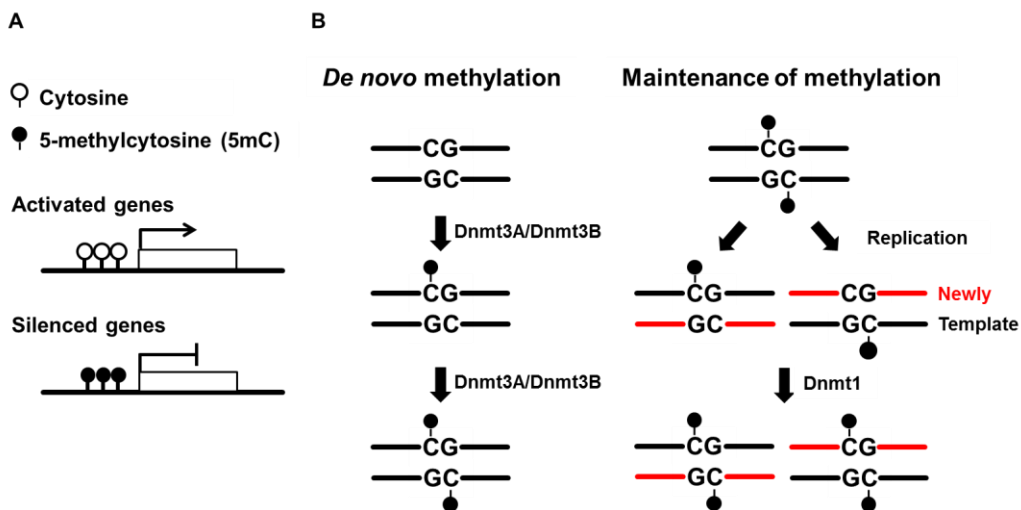 A
Cytosine
5-methylcytosine (5mC)
Activated genes
Silenced genes
B
De novo methylation
CG
GC
Dnmt3A/Dnmt3B
CG
GC
Dnmt3A/Dnmt3B
CG
GC
Maintenance of methylation
CG
GC
Replication
CG CG Newly
GC GC Template
Dnmt1
CG CG
GC GC